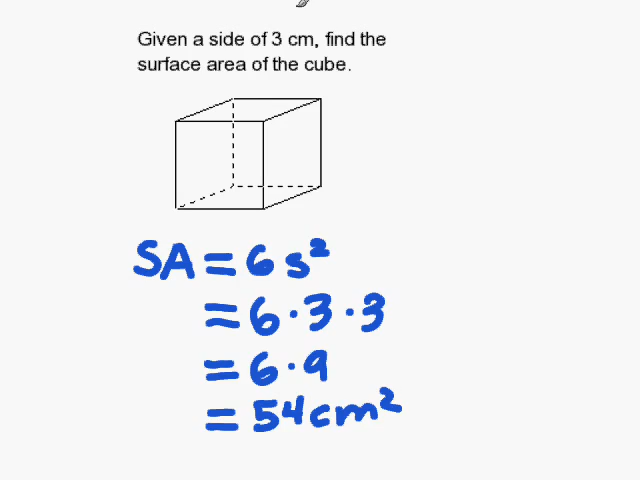 Given a side of 3 cm, find the
surface area of the cube.
SA = 6s²
= 6·3·3
= 6·9
= 54cm²